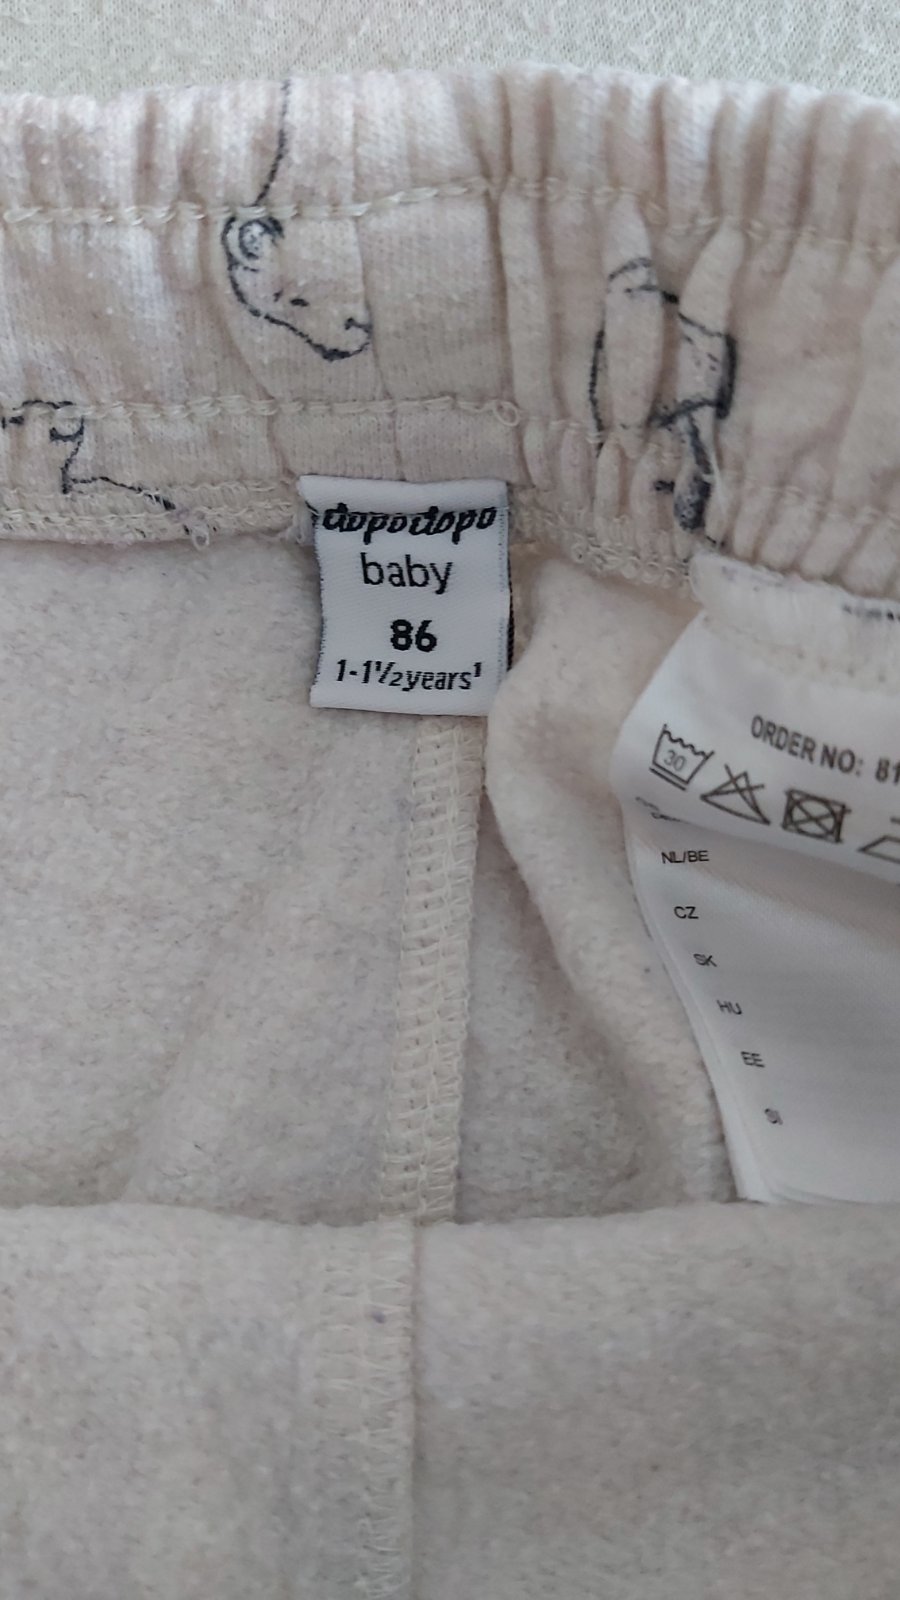 dopodopo
baby
86
1-1½years¹
ORDER NO: 81
30
NL/BE
CZ
SK
HU
EE
SI